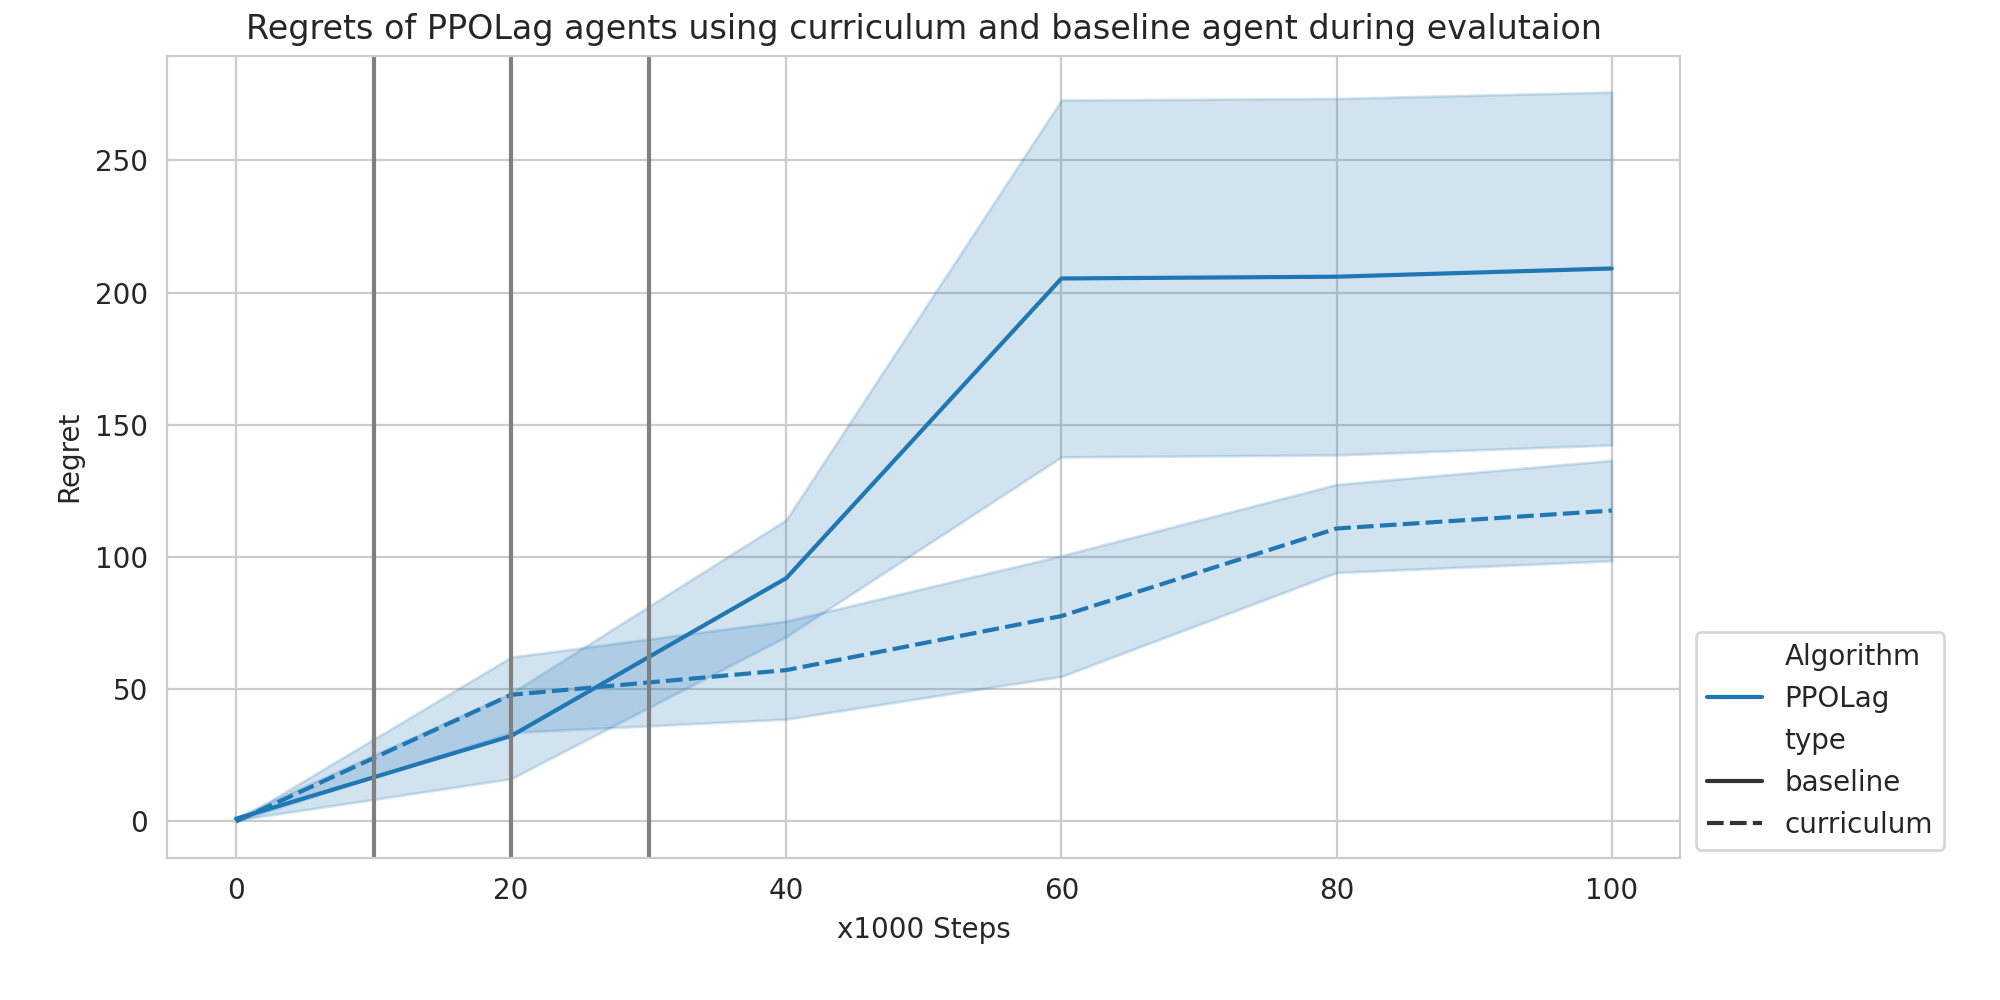 Regrets of PPOLag agents using curriculum and baseline agent during evalutaion
250
200
150
100
50
0
Regret
0 20 40 60 80 100
x1000 Steps
Algorithm
PPOLag
type
baseline
curriculum